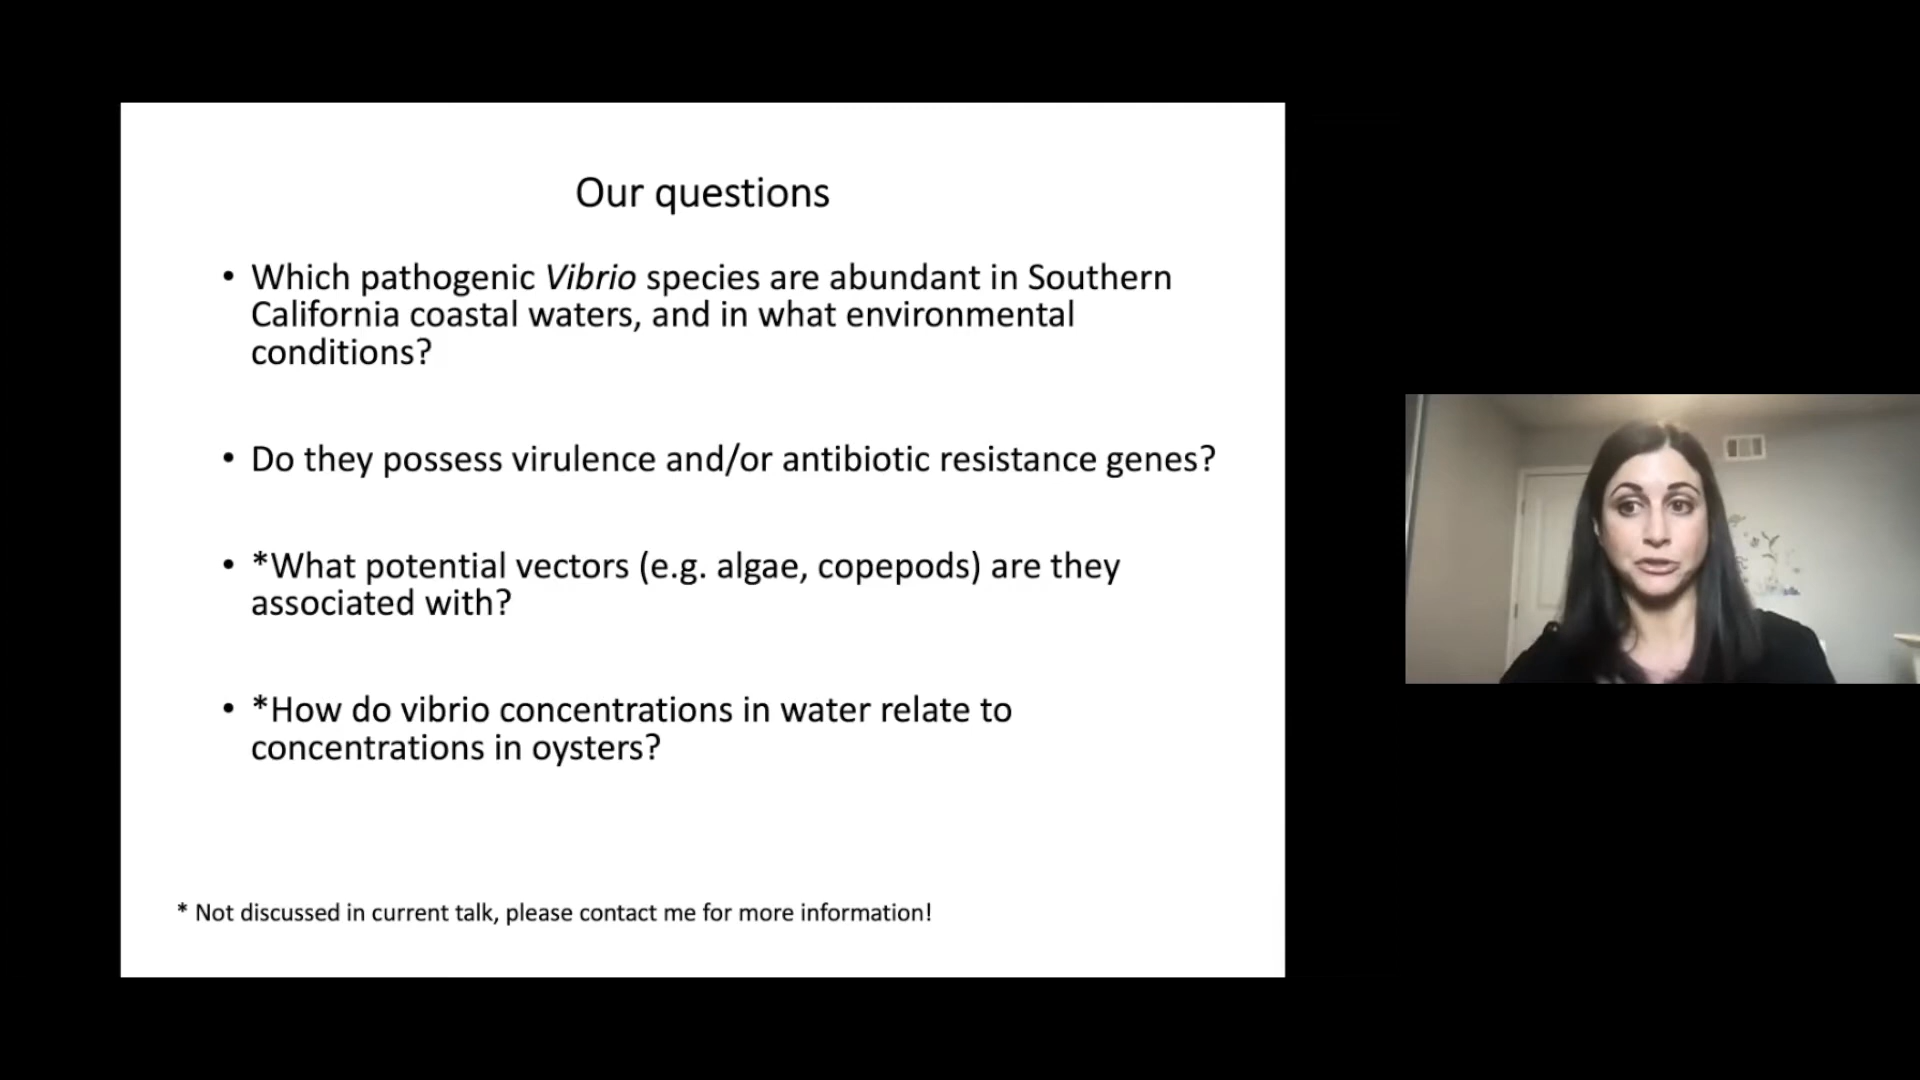 Our questions
• Which pathogenic Vibrio species are abundant in Southern
California coastal waters, and in what environmental
conditions?
• Do they possess virulence and/or antibiotic resistance genes?
• *What potential vectors (e.g. algae, copepods) are they
associated with?
• *How do vibrio concentrations in water relate to
concentrations in oysters?
* Not discussed in current talk, please contact me for more information!